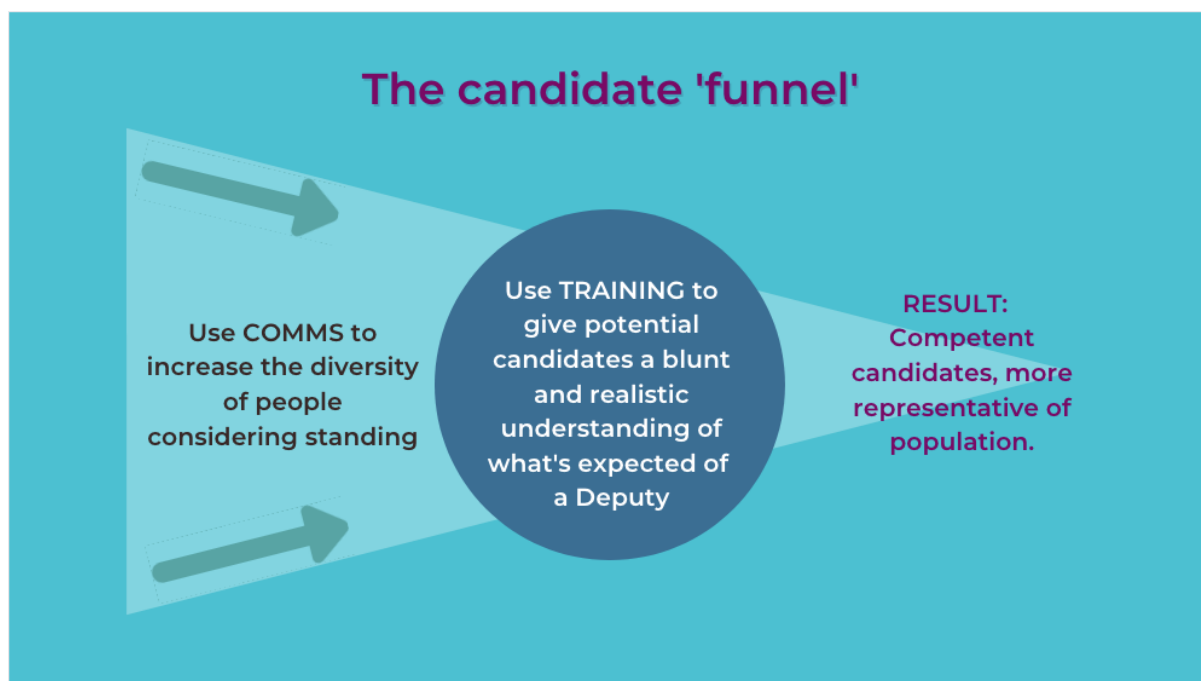 The candidate 'funnel'
Use COMMS to
increase the diversity
of people
considering standing
Use TRAINING to
give potential
candidates a blunt
and realistic
understanding of
what's expected of
a Deputy
RESULT:
Competent
candidates, more
representative of
population.